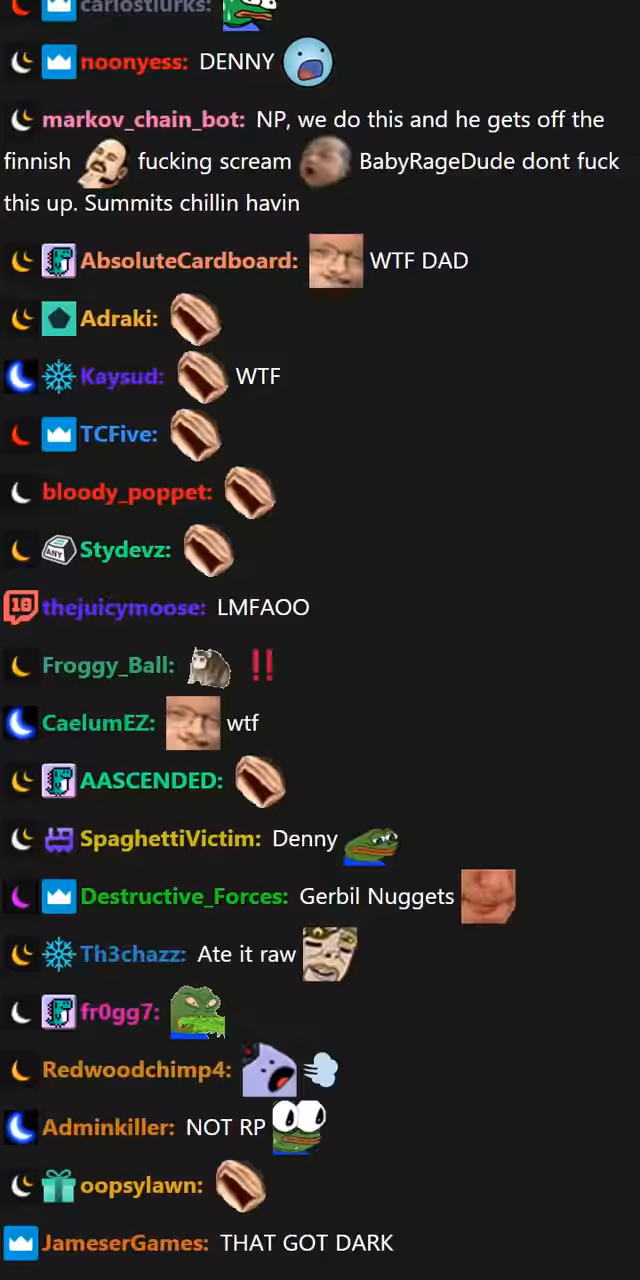 carlostlurks:
noonyess: DENNY
markov_chain_bot: NP, we do this and he gets off the
finnish fucking scream BabyRageDude dont fuck
this up. Summits chillin havin
AbsoluteCardboard: WTF DAD
Adraki:
Kaysud: WTF
TCFive:
bloody_poppet:
ANY Stydevz:
18 thejuicymoose: LMFAOO
Froggy_Ball: ‼
CaelumEZ: wtf
AASCENDED:
SpaghettiVictim: Denny
Destructive_Forces: Gerbil Nuggets
Th3chazz: Ate it raw
fr0gg7:
Redwoodchimp4:
Adminkiller: NOT RP
oopsylawn:
JameserGames: THAT GOT DARK